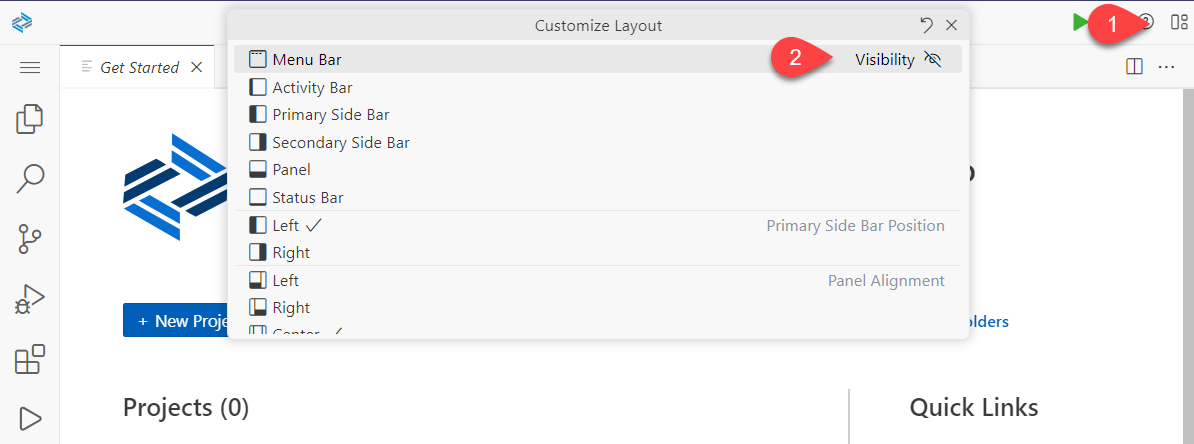 Customize Layout
1
Get Started
Menu Bar
2
Visibility
Activity Bar
Primary Side Bar
Secondary Side Bar
Panel
Status Bar
Left
Primary Side Bar Position
Right
Left
Panel Alignment
Right
Center
+ New Proje
olders
Projects (0)
Quick Links